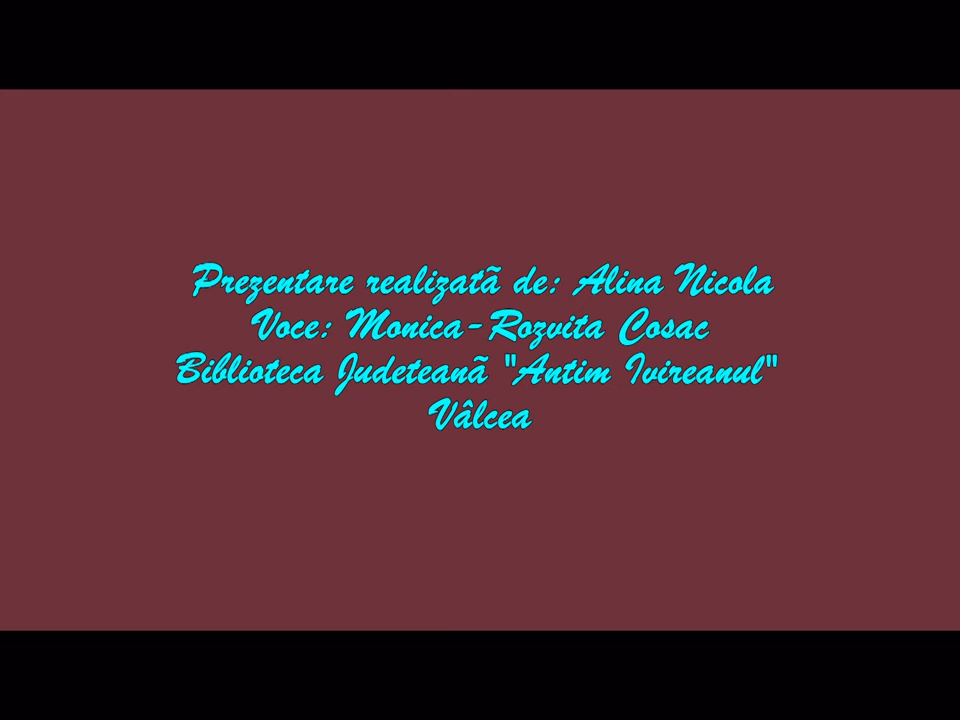 Prezentare realizatã de: Alina Nicola
Voce: Monica-Rozvita Cosac
Biblioteca Judeteanã "Antim Ivireanul"
Vâlcea